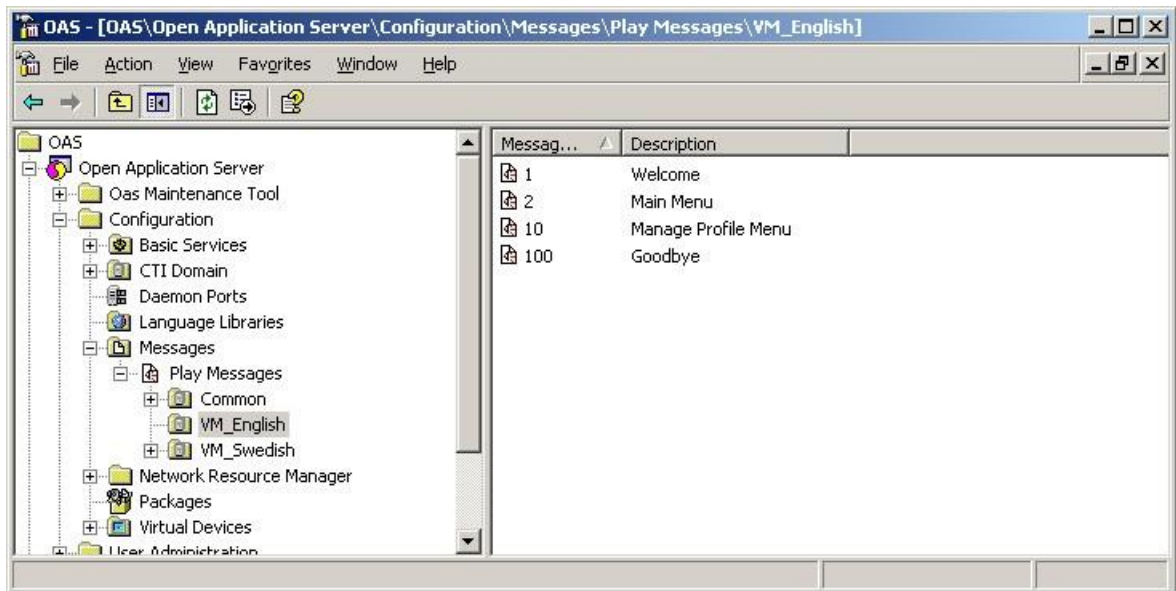 OAS - [OAS\Open Application Server\Configuration\Messages\Play Messages\VM_English]
File Action View Favorites Window Help
OAS
Open Application Server
Oas Maintenance Tool
Configuration
Basic Services
CTI Domain
Daemon Ports
Language Libraries
Messages
Play Messages
Common
VM_English
VM_Swedish
Network Resource Manager
Packages
Virtual Devices
User Administration
Messag... Description
1 Welcome
2 Main Menu
10 Manage Profile Menu
100 Goodbye